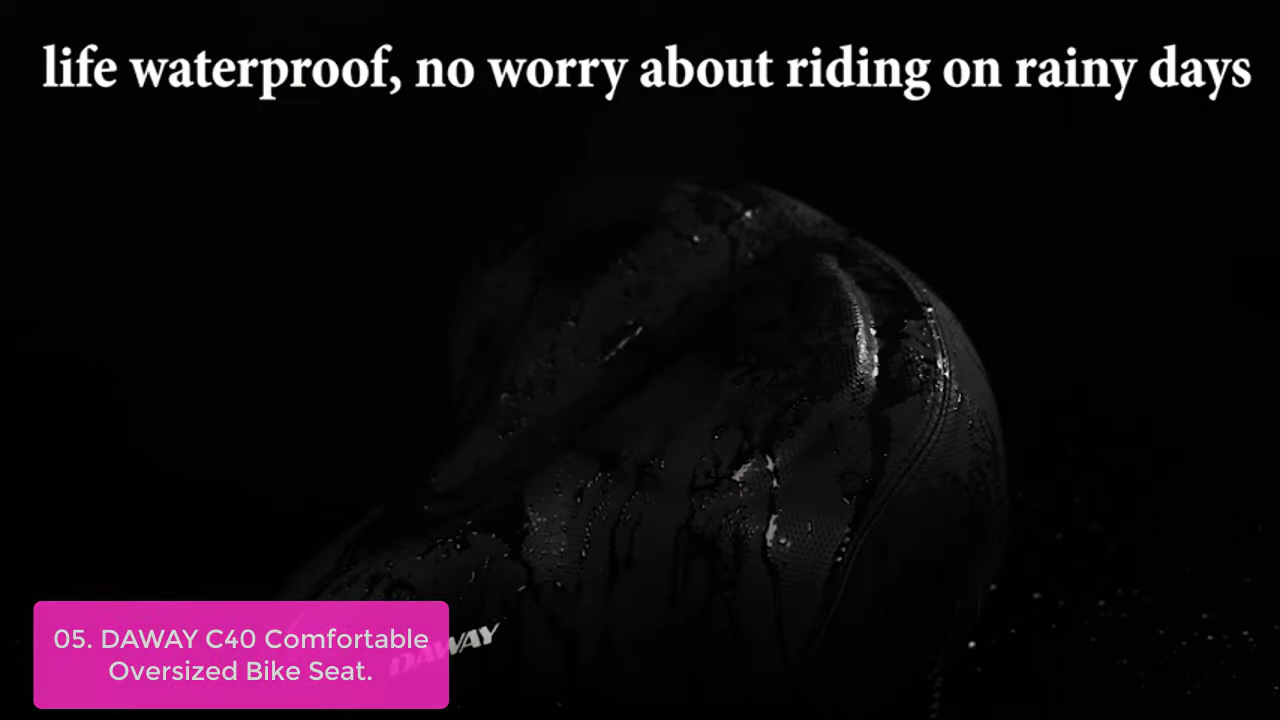 life waterproof, no worry about riding on rainy days
DAWAY
05. DAWAY C40 Comfortable
Oversized Bike Seat.